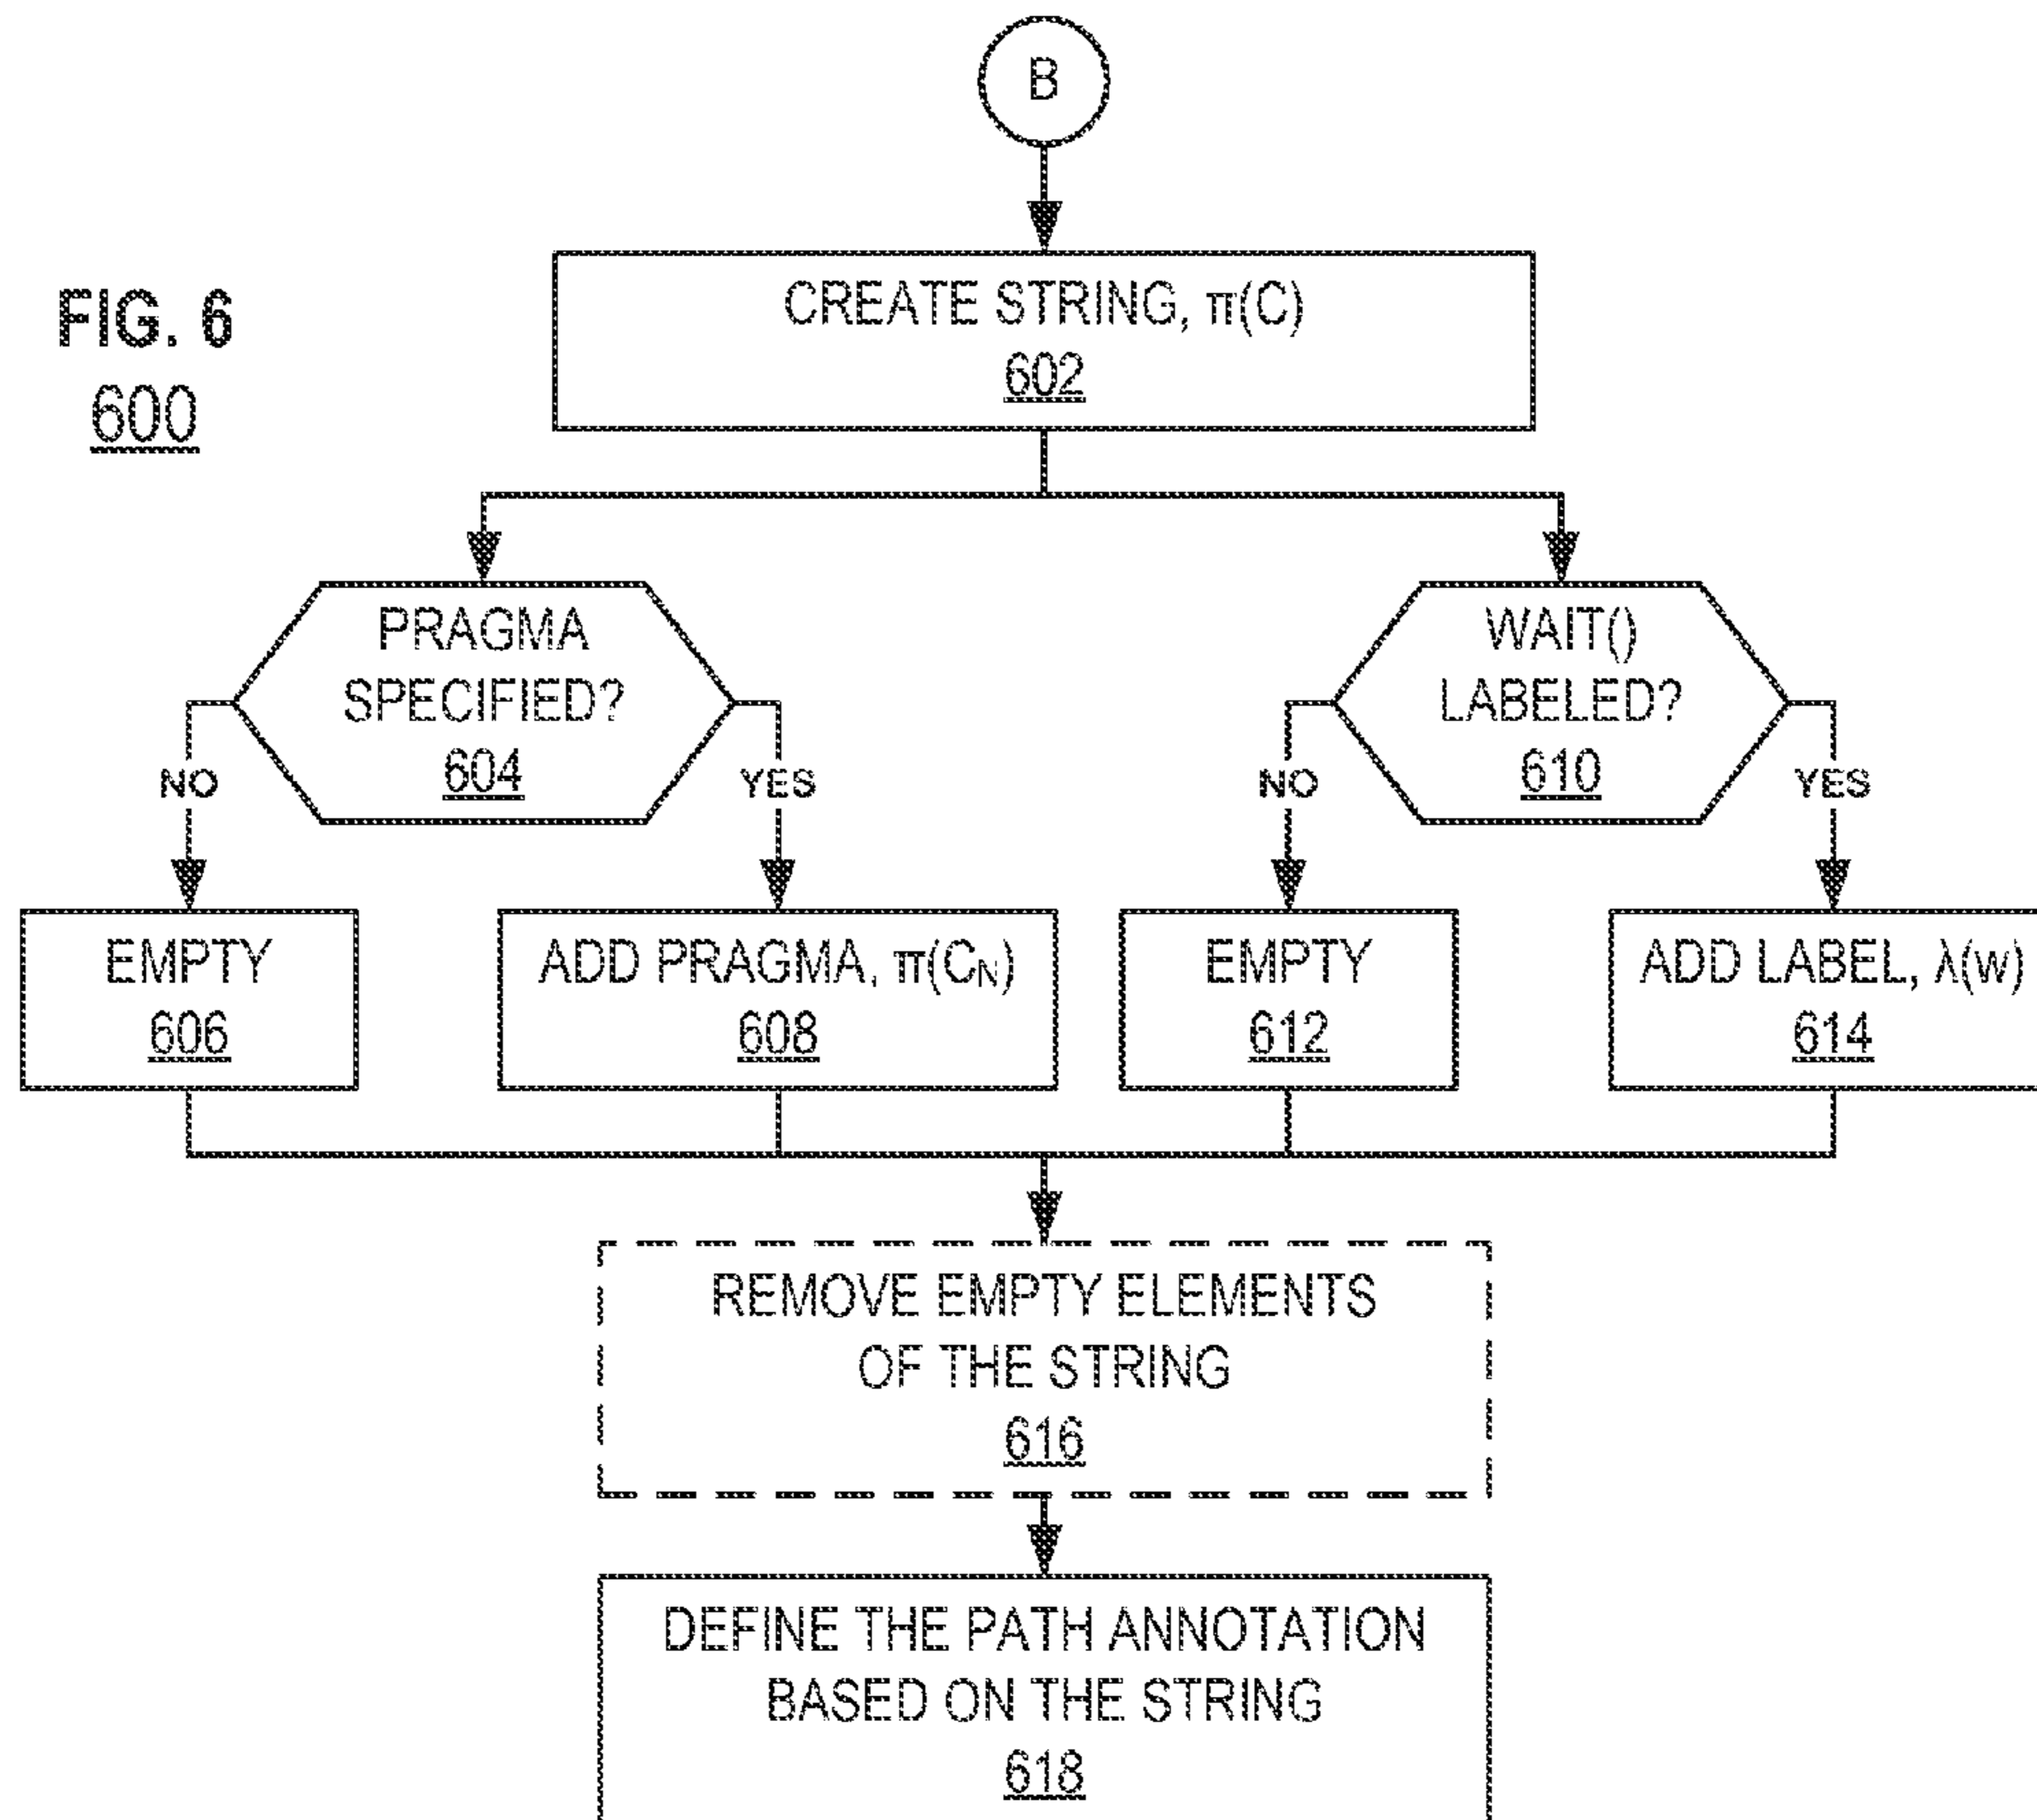 B
FIG. 6
600
CREATE STRING, π(C)
602
PRAGMA
SPECIFIED?
604
NO
YES
WAIT()
LABELED?
610
NO
YES
EMPTY
606
ADD PRAGMA, π(C_N)
608
EMPTY
612
ADD LABEL, λ(w)
614
REMOVE EMPTY ELEMENTS
OF THE STRING
616
DEFINE THE PATH ANNOTATION
BASED ON THE STRING
618